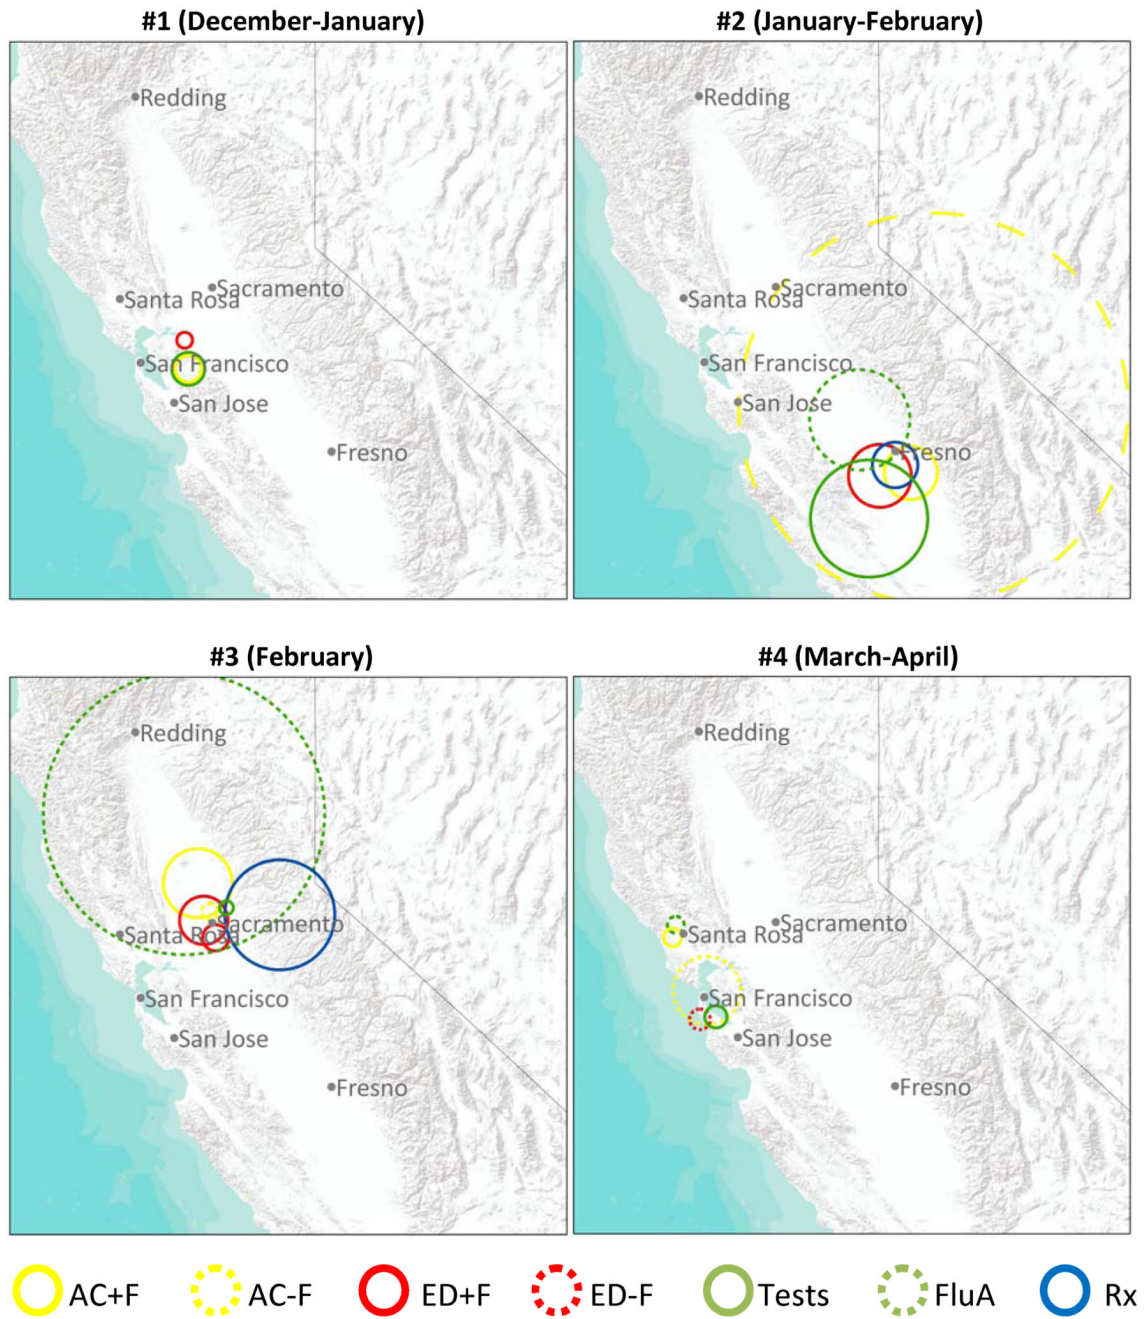 #1 (December-January)
#2 (January-February)
Redding
Redding
Sacramento
Santa Rosa
San Francisco
San Jose
Fresno
Sacramento
Santa Rosa
San Francisco
San Jose
Fresno
#3 (February)
#4 (March-April)
Redding
Redding
Sacramento
Santa Rosa
San Francisco
San Jose
Fresno
Sacramento
Santa Rosa
San Francisco
San Jose
Fresno
AC+F AC-F ED+F ED-F Tests FluA Rx